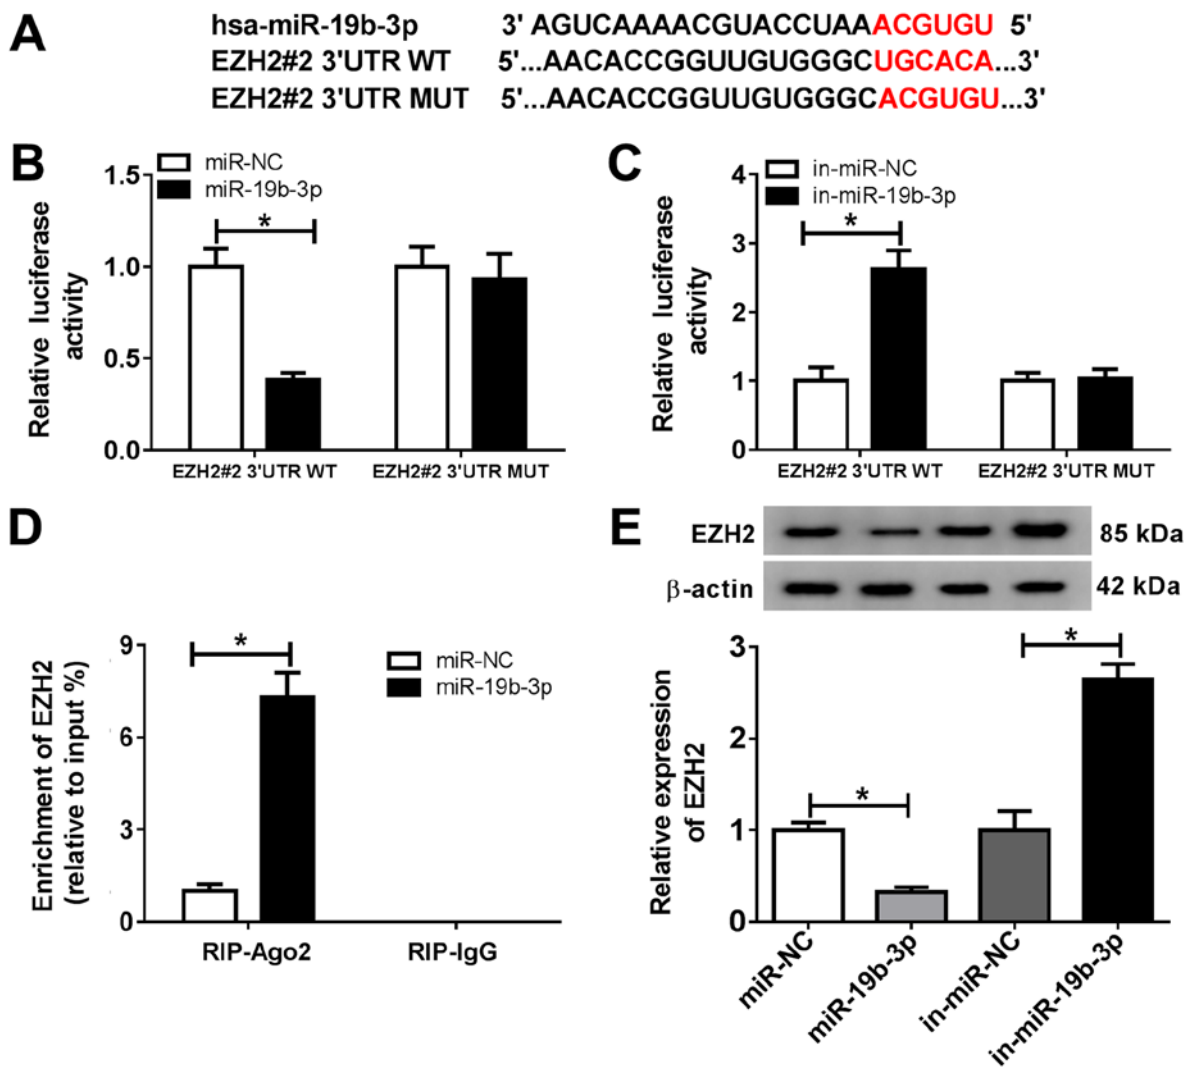 A
hsa-miR-19b-3p 3' AGUCAAAACGUACCUAAACGUGU 5'
EZH2#2 3'UTR WT 5'...AACACCGGUUGUGGGCUGCACA...3'
EZH2#2 3'UTR MUT 5'...AACACCGGUUGUGGGCACGUGU...3'
B
miR-NC
miR-19b-3p
*
Relative luciferase
activity
1.5
1.0
0.5
0.0
EZH2#2 3'UTR WT EZH2#2 3'UTR MUT
C
in-miR-NC
in-miR-19b-3p
*
Relative luciferase
activity
4
3
2
1
0
EZH2#2 3'UTR WT EZH2#2 3'UTR MUT
D
*
miR-NC
miR-19b-3p
Enrichment of EZH2
(relative to input %)
9
6
3
0
RIP-Ago2 RIP-IgG
E
EZH2 85 kDa
β-actin 42 kDa
*
*
Relative expression
of EZH2
3
2
1
0
miR-NC
miR-19b-3p
in-miR-NC
in-miR-19b-3p